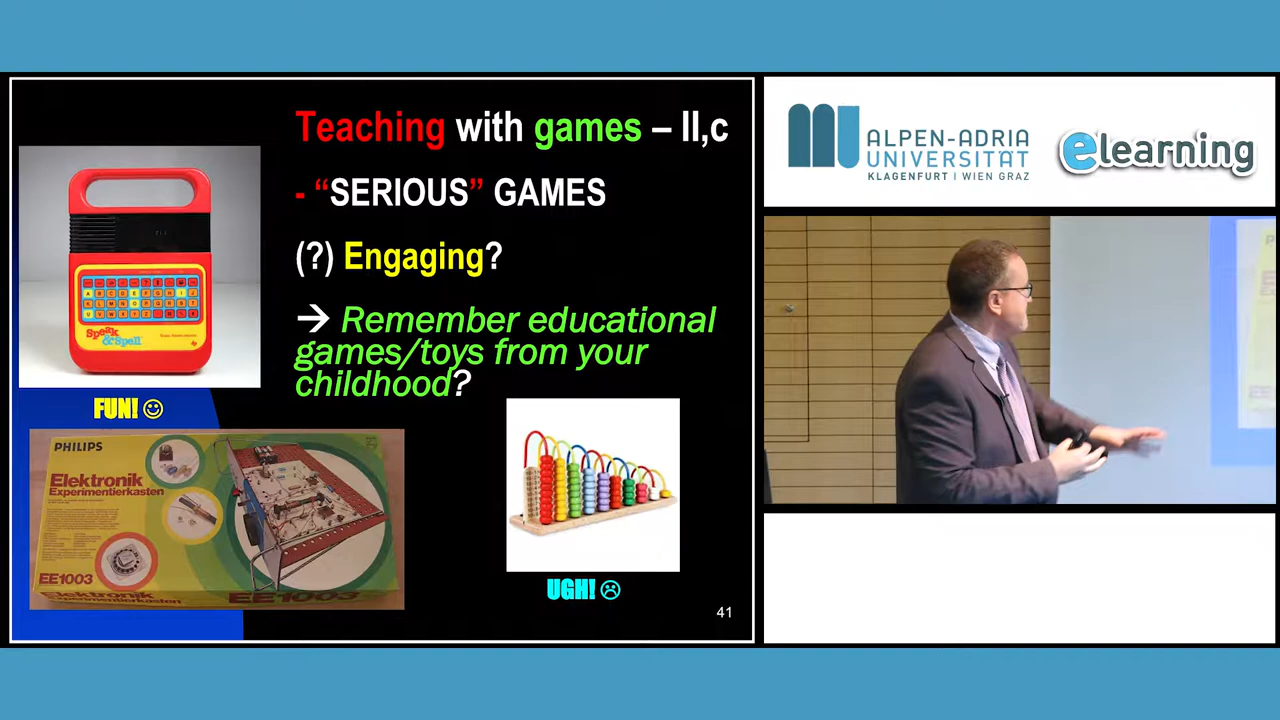 Teaching with games – II,c
- “SERIOUS” GAMES
(?) Engaging?
→ Remember educational
games/toys from your
childhood?
Speak
& Spell
FUN! ☺
PHILIPS
Elektronik
Experimentierkasten
EE1003
Elektronik
Experimentierkasten
EE1003
UGH! ☹
41
ALPEN-ADRIA
UNIVERSITÄT
KLAGENFURT | WIEN GRAZ
elearning